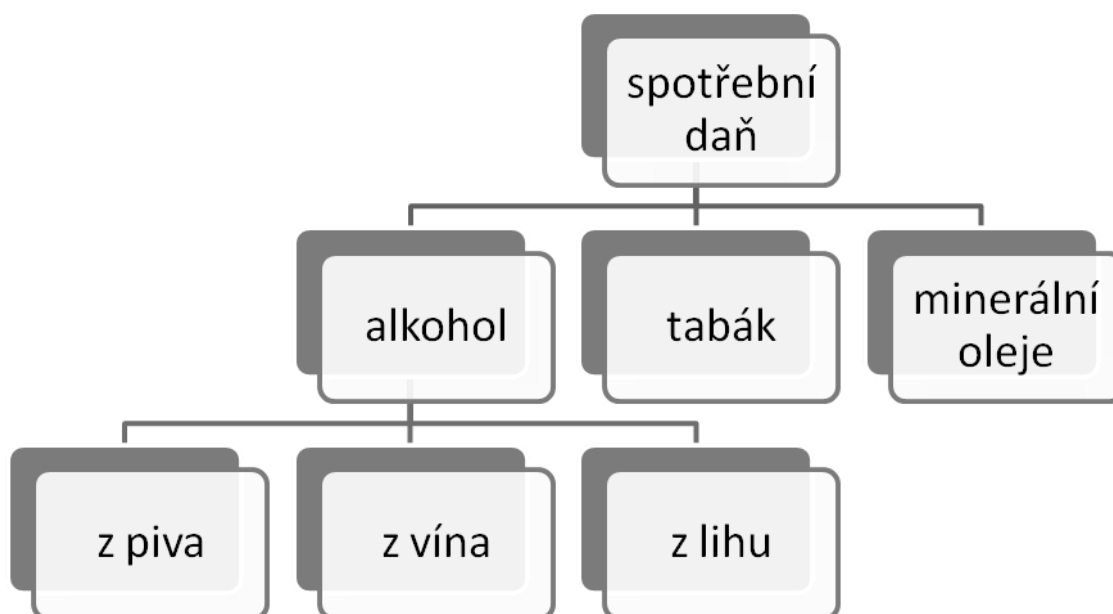 spotřební
daň
alkohol
tabák
minerální
oleje
z piva
z vína
z lihu